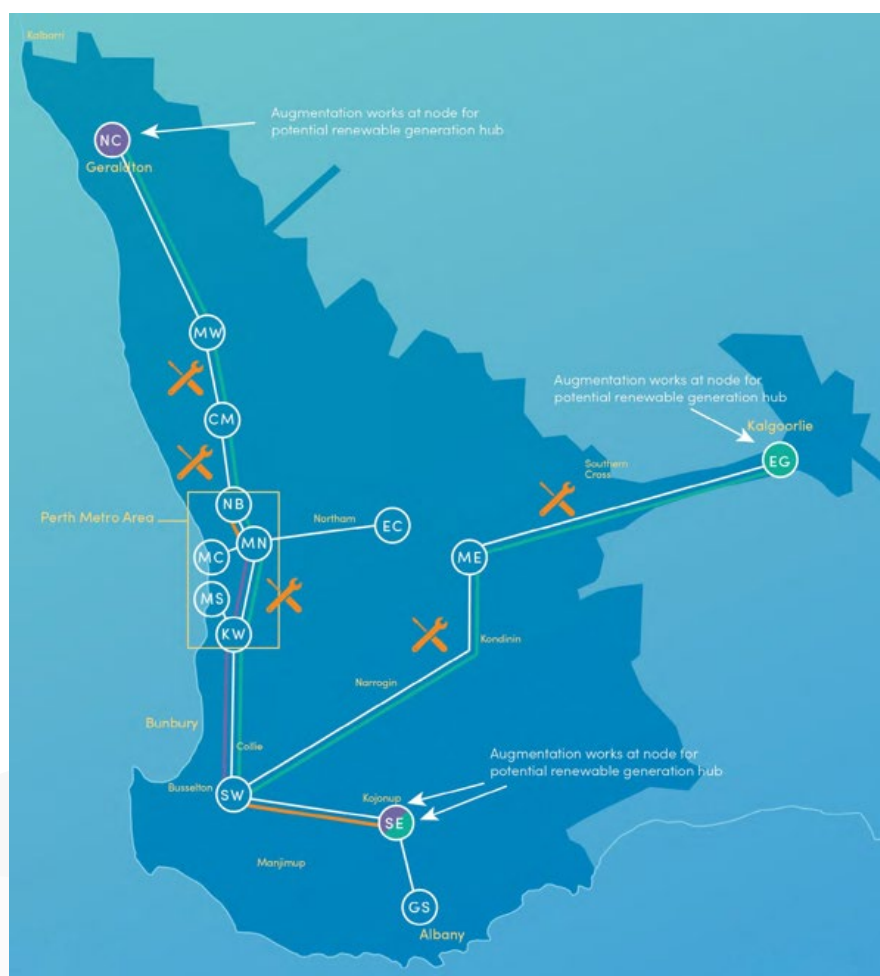 Kalbarri
Augmentation works at node for
potential renewable generation hub
NC
Geraldton
MW
Augmentation works at node for
potential renewable generation hub
CM
Kalgoorlie
EG
Southern
Cross
NB
Perth Metro Area
Northam
EC
MN
MC
ME
MS
KW
Kondinin
Narrogin
Bunbury
Collie
Augmentation works at node for
potential renewable generation hub
Busselton
SW
Kojonup
SE
Manjimup
GS
Albany